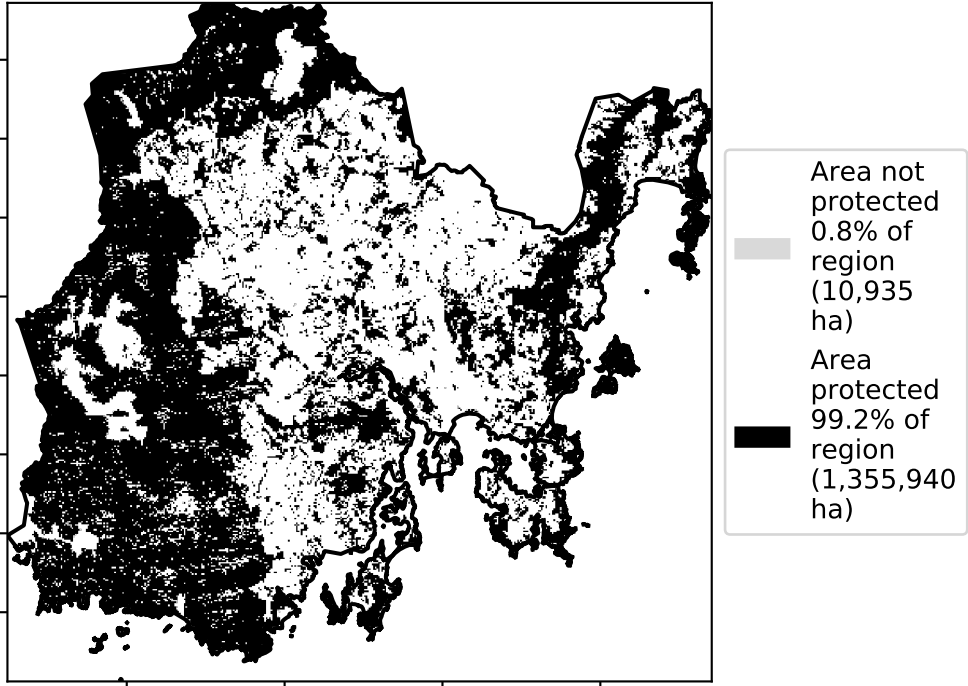 Area not
protected
0.8% of
region
(10,935
ha)
Area
protected
99.2% of
region
(1,355,940
ha)